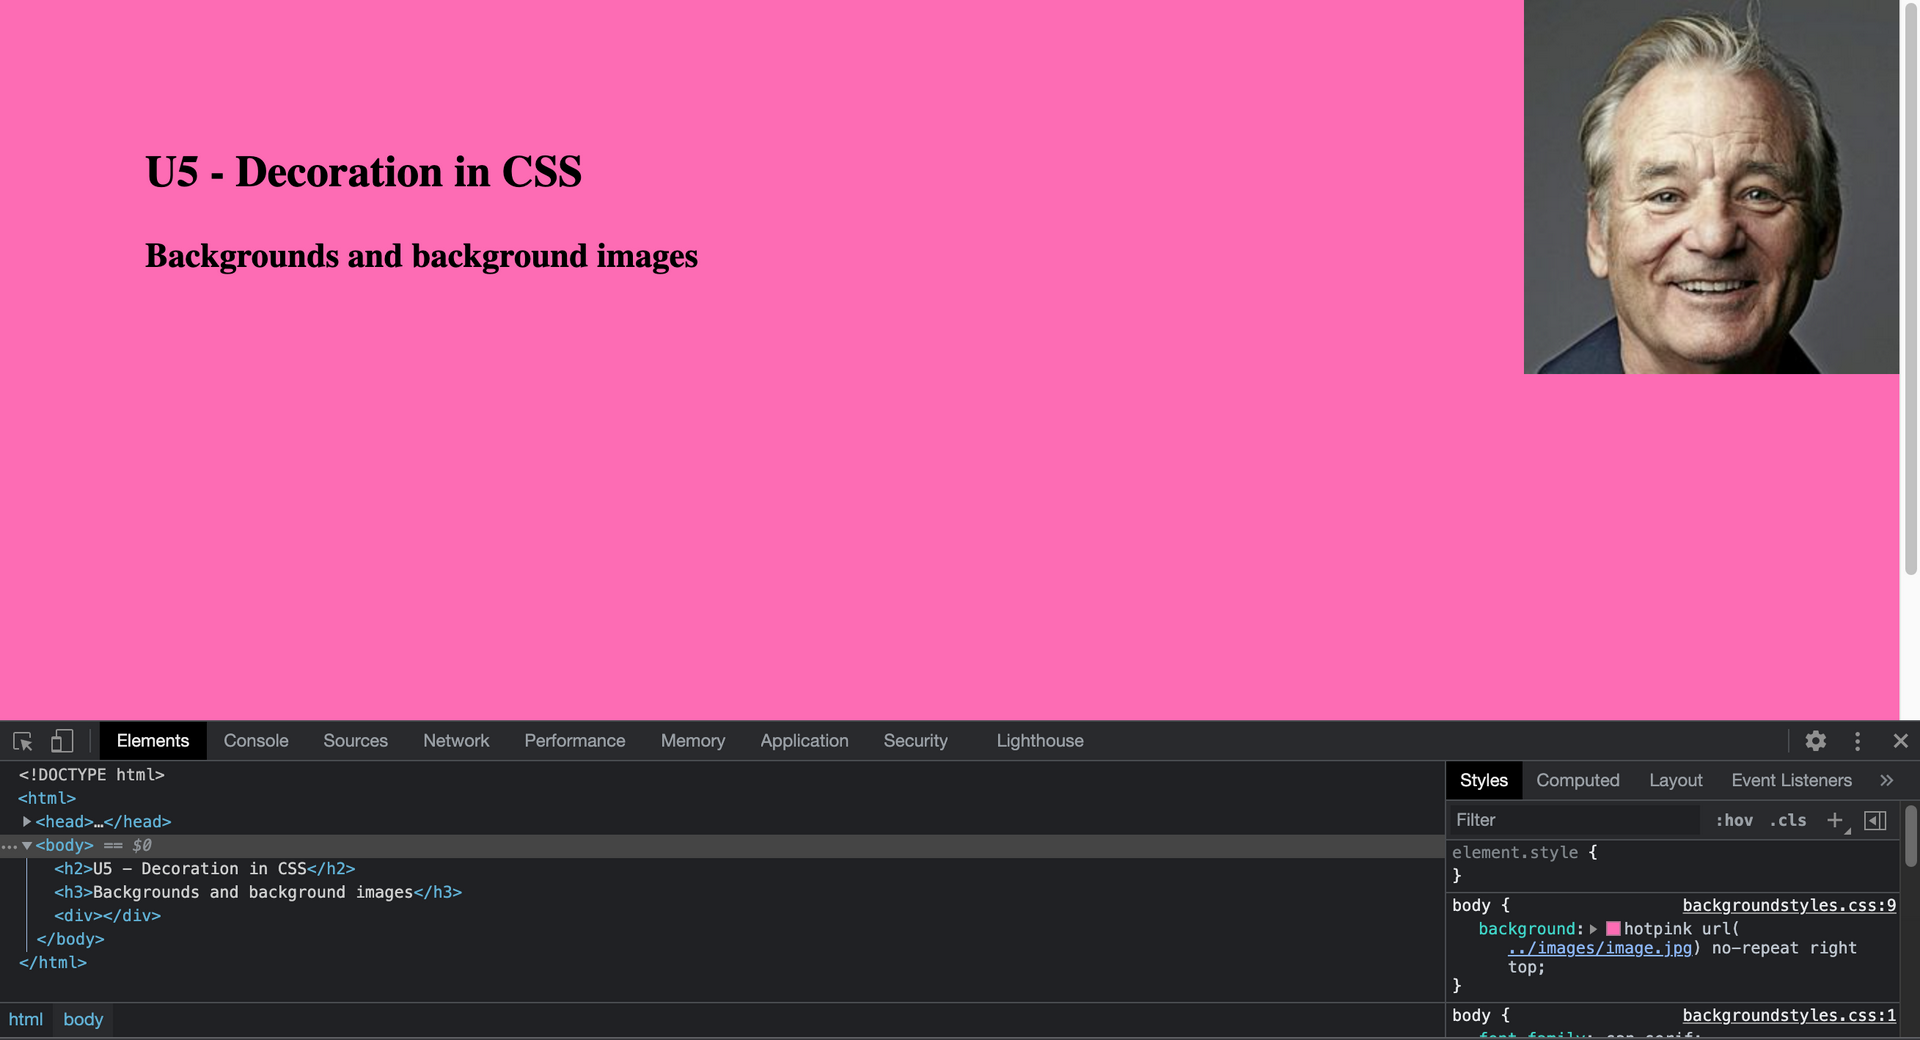 U5 - Decoration in CSS
Backgrounds and background images
Elements Console Sources Network Performance Memory Application Security Lighthouse
<!DOCTYPE html>
<html>
<head>…</head>
<body> == $0
<h2>U5 – Decoration in CSS</h2>
<h3>Backgrounds and background images</h3>
<div></div>
</body>
</html>
html body
Styles Computed Layout Event Listeners »
Filter :hov .cls +
element.style {
}
body { backgroundstyles.css:9
background: hotpink url(
../images/image.jpg) no-repeat right
top;
}
body { backgroundstyles.css:1